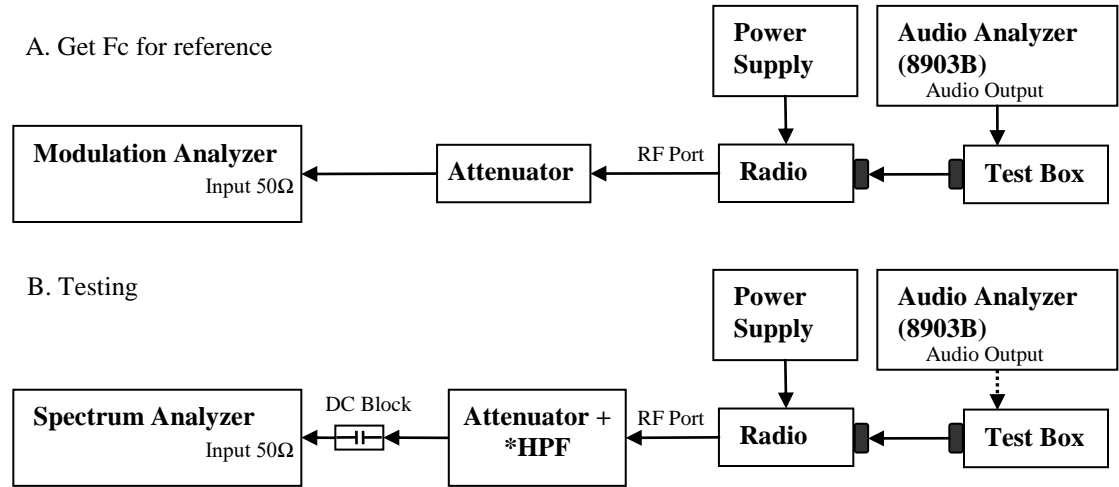 A. Get Fc for reference
Power
Supply
Audio Analyzer
(8903B)
Audio Output
Modulation Analyzer
Input 50Ω
Attenuator
RF Port
Radio
Test Box
B. Testing
Power
Supply
Audio Analyzer
(8903B)
Audio Output
Spectrum Analyzer
Input 50Ω
DC Block
Attenuator +
*HPF
RF Port
Radio
Test Box